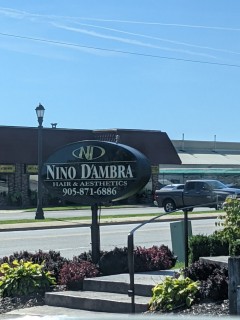 ND
NINO D'AMBRA
HAIR & AESTHETICS
905-871-6886